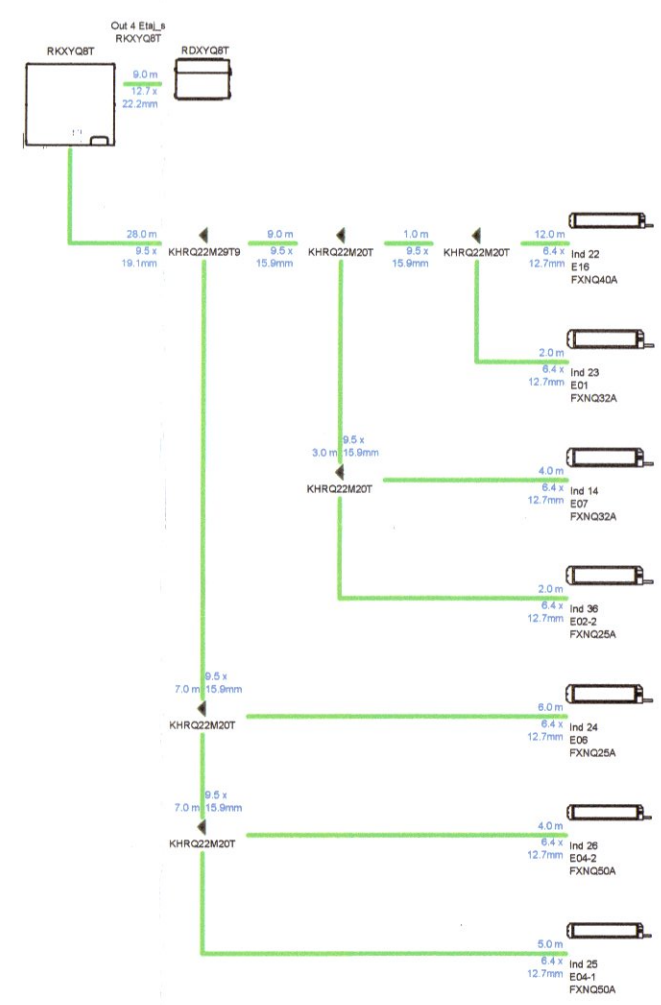 Out 4 Etaj_s
RKXYQ8T
RKXYQ8T
RDXYQ8T
9.0 m
12.7 x
22.2mm
28.0 m
9.5 x
19.1mm
KHRQ22M29T9
9.0 m
9.5 x
15.9mm
KHRQ22M20T
1.0 m
9.5 x
15.9mm
KHRQ22M20T
12.0 m
6.4 x
12.7mm
Ind 22
E16
FXNQ40A
2.0 m
6.4 x
12.7mm
Ind 23
E01
FXNQ32A
9.5 x
3.0 m 15.9mm
KHRQ22M20T
4.0 m
6.4 x
12.7mm
Ind 14
E07
FXNQ32A
2.0 m
6.4 x
12.7mm
Ind 36
E02-2
FXNQ25A
9.5 x
7.0 m 15.9mm
KHRQ22M20T
6.0 m
6.4 x
12.7mm
Ind 24
E06
FXNQ25A
9.5 x
7.0 m 15.9mm
KHRQ22M20T
4.0 m
6.4 x
12.7mm
Ind 26
E04-2
FXNQ50A
5.0 m
6.4 x
12.7mm
Ind 25
E04-1
FXNQ50A